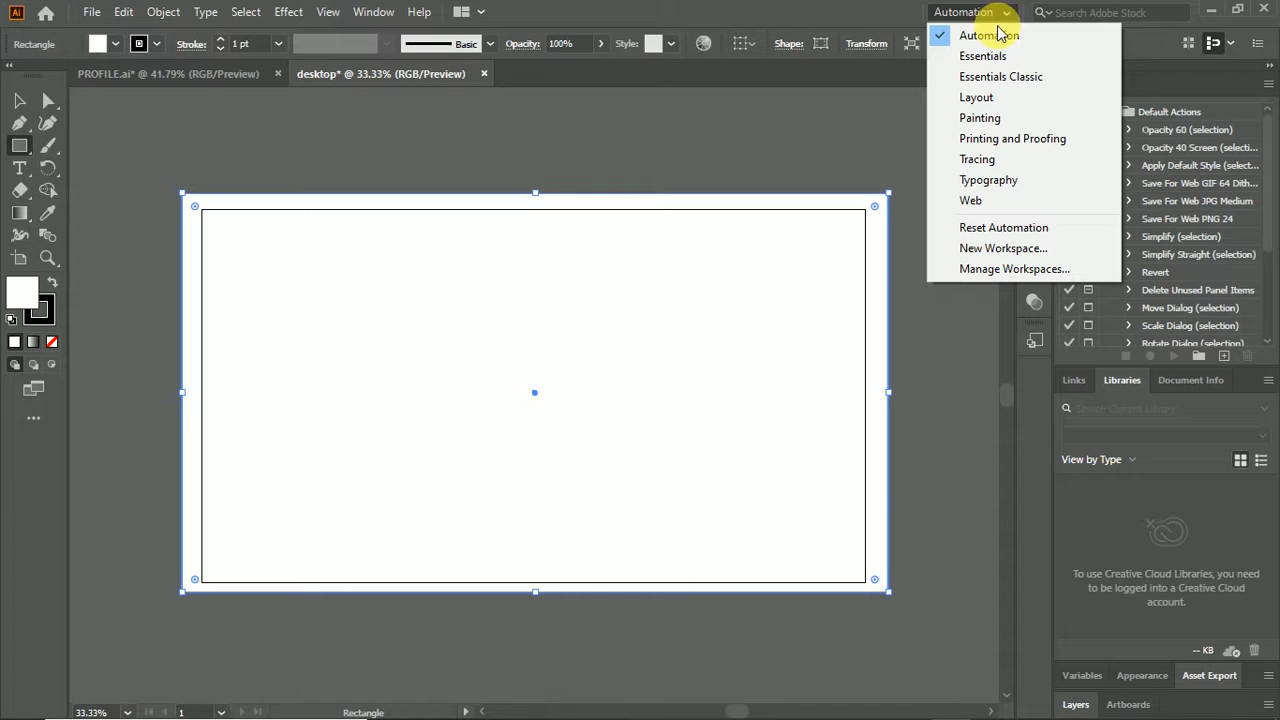 Ai File Edit Object Type Select Effect View Window Help Automation Search Adobe Stock
Rectangle Stroke: 1 pt Basic Opacity: 100% Style: Shape: Transform
PROFILE.ai* @ 41.79% (RGB/Preview) × desktop* @ 33.33% (RGB/Preview) ×
Automation
Essentials
Essentials Classic
Layout
Painting
Printing and Proofing
Tracing
Typography
Web
Reset Automation
New Workspace...
Manage Workspaces...
Default Actions
Opacity 60 (selection)
Opacity 40 Screen (selecti...
Apply Default Style (select...
Save For Web GIF 64 Dith...
Save For Web JPG Medium
Save For Web PNG 24
Simplify (selection)
Simplify Straight (selection)
Revert
Delete Unused Panel Items
Move Dialog (selection)
Scale Dialog (selection)
Rotate Dialog (selection)
Links Libraries Document Info
Search Current Library
View by Type
To use Creative Cloud Libraries, you need
to be logged into a Creative Cloud
account.
-- KB
Variables Appearance Asset Export
Layers Artboards
33.33% 1 Rectangle